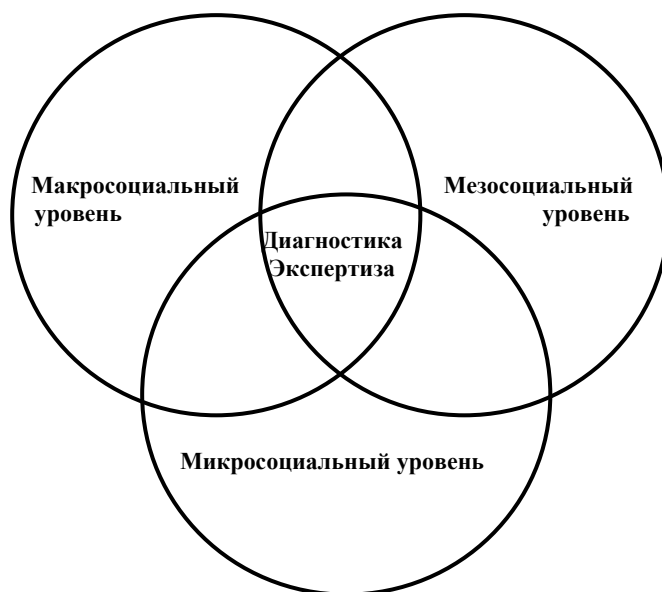 Макросоциальный
уровень
Мезосоциальный
уровень
Диагностика
Экспертиза
Микросоциальный уровень